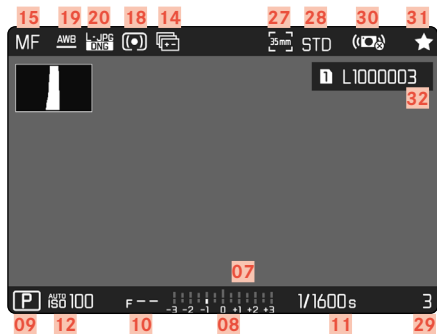 15 19 20 18 14 27 28 30 31
MF AWB L-JPG DNG 35mm STD
1 L1000003
32
07
P AUTO ISO 100 F -- -3 -2 -1 0 +1 +2 +3 1/1600s 3
09 12 10 08 11 29